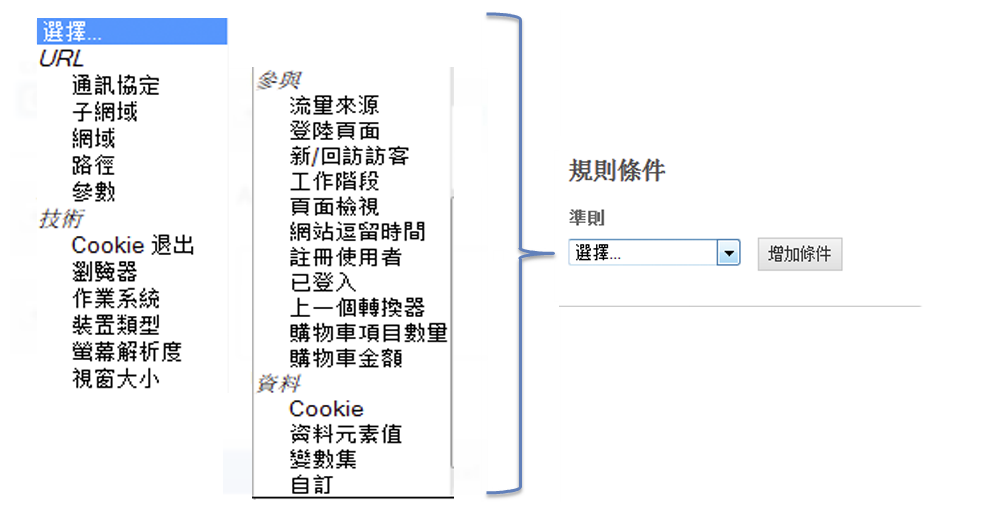 選擇...
URL
通訊協定
子網域
網域
路徑
參數
技術
Cookie 退出
瀏覽器
作業系統
裝置類型
螢幕解析度
視窗大小
參與
流量來源
登陸頁面
新/回訪訪客
工作階段
頁面檢視
網站逗留時間
註冊使用者
已登入
上一個轉換器
購物車項目數量
購物車金額
資料
Cookie
資料元素值
變數集
自訂
規則條件
準則
選擇...
增加條件